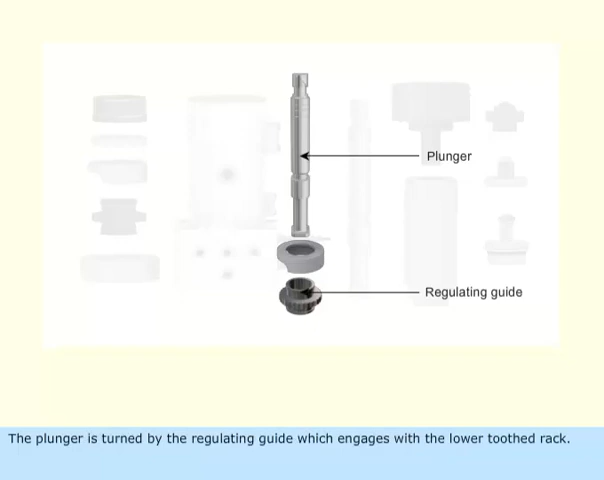 Plunger
Regulating guide
The plunger is turned by the regulating guide which engages with the lower toothed rack.